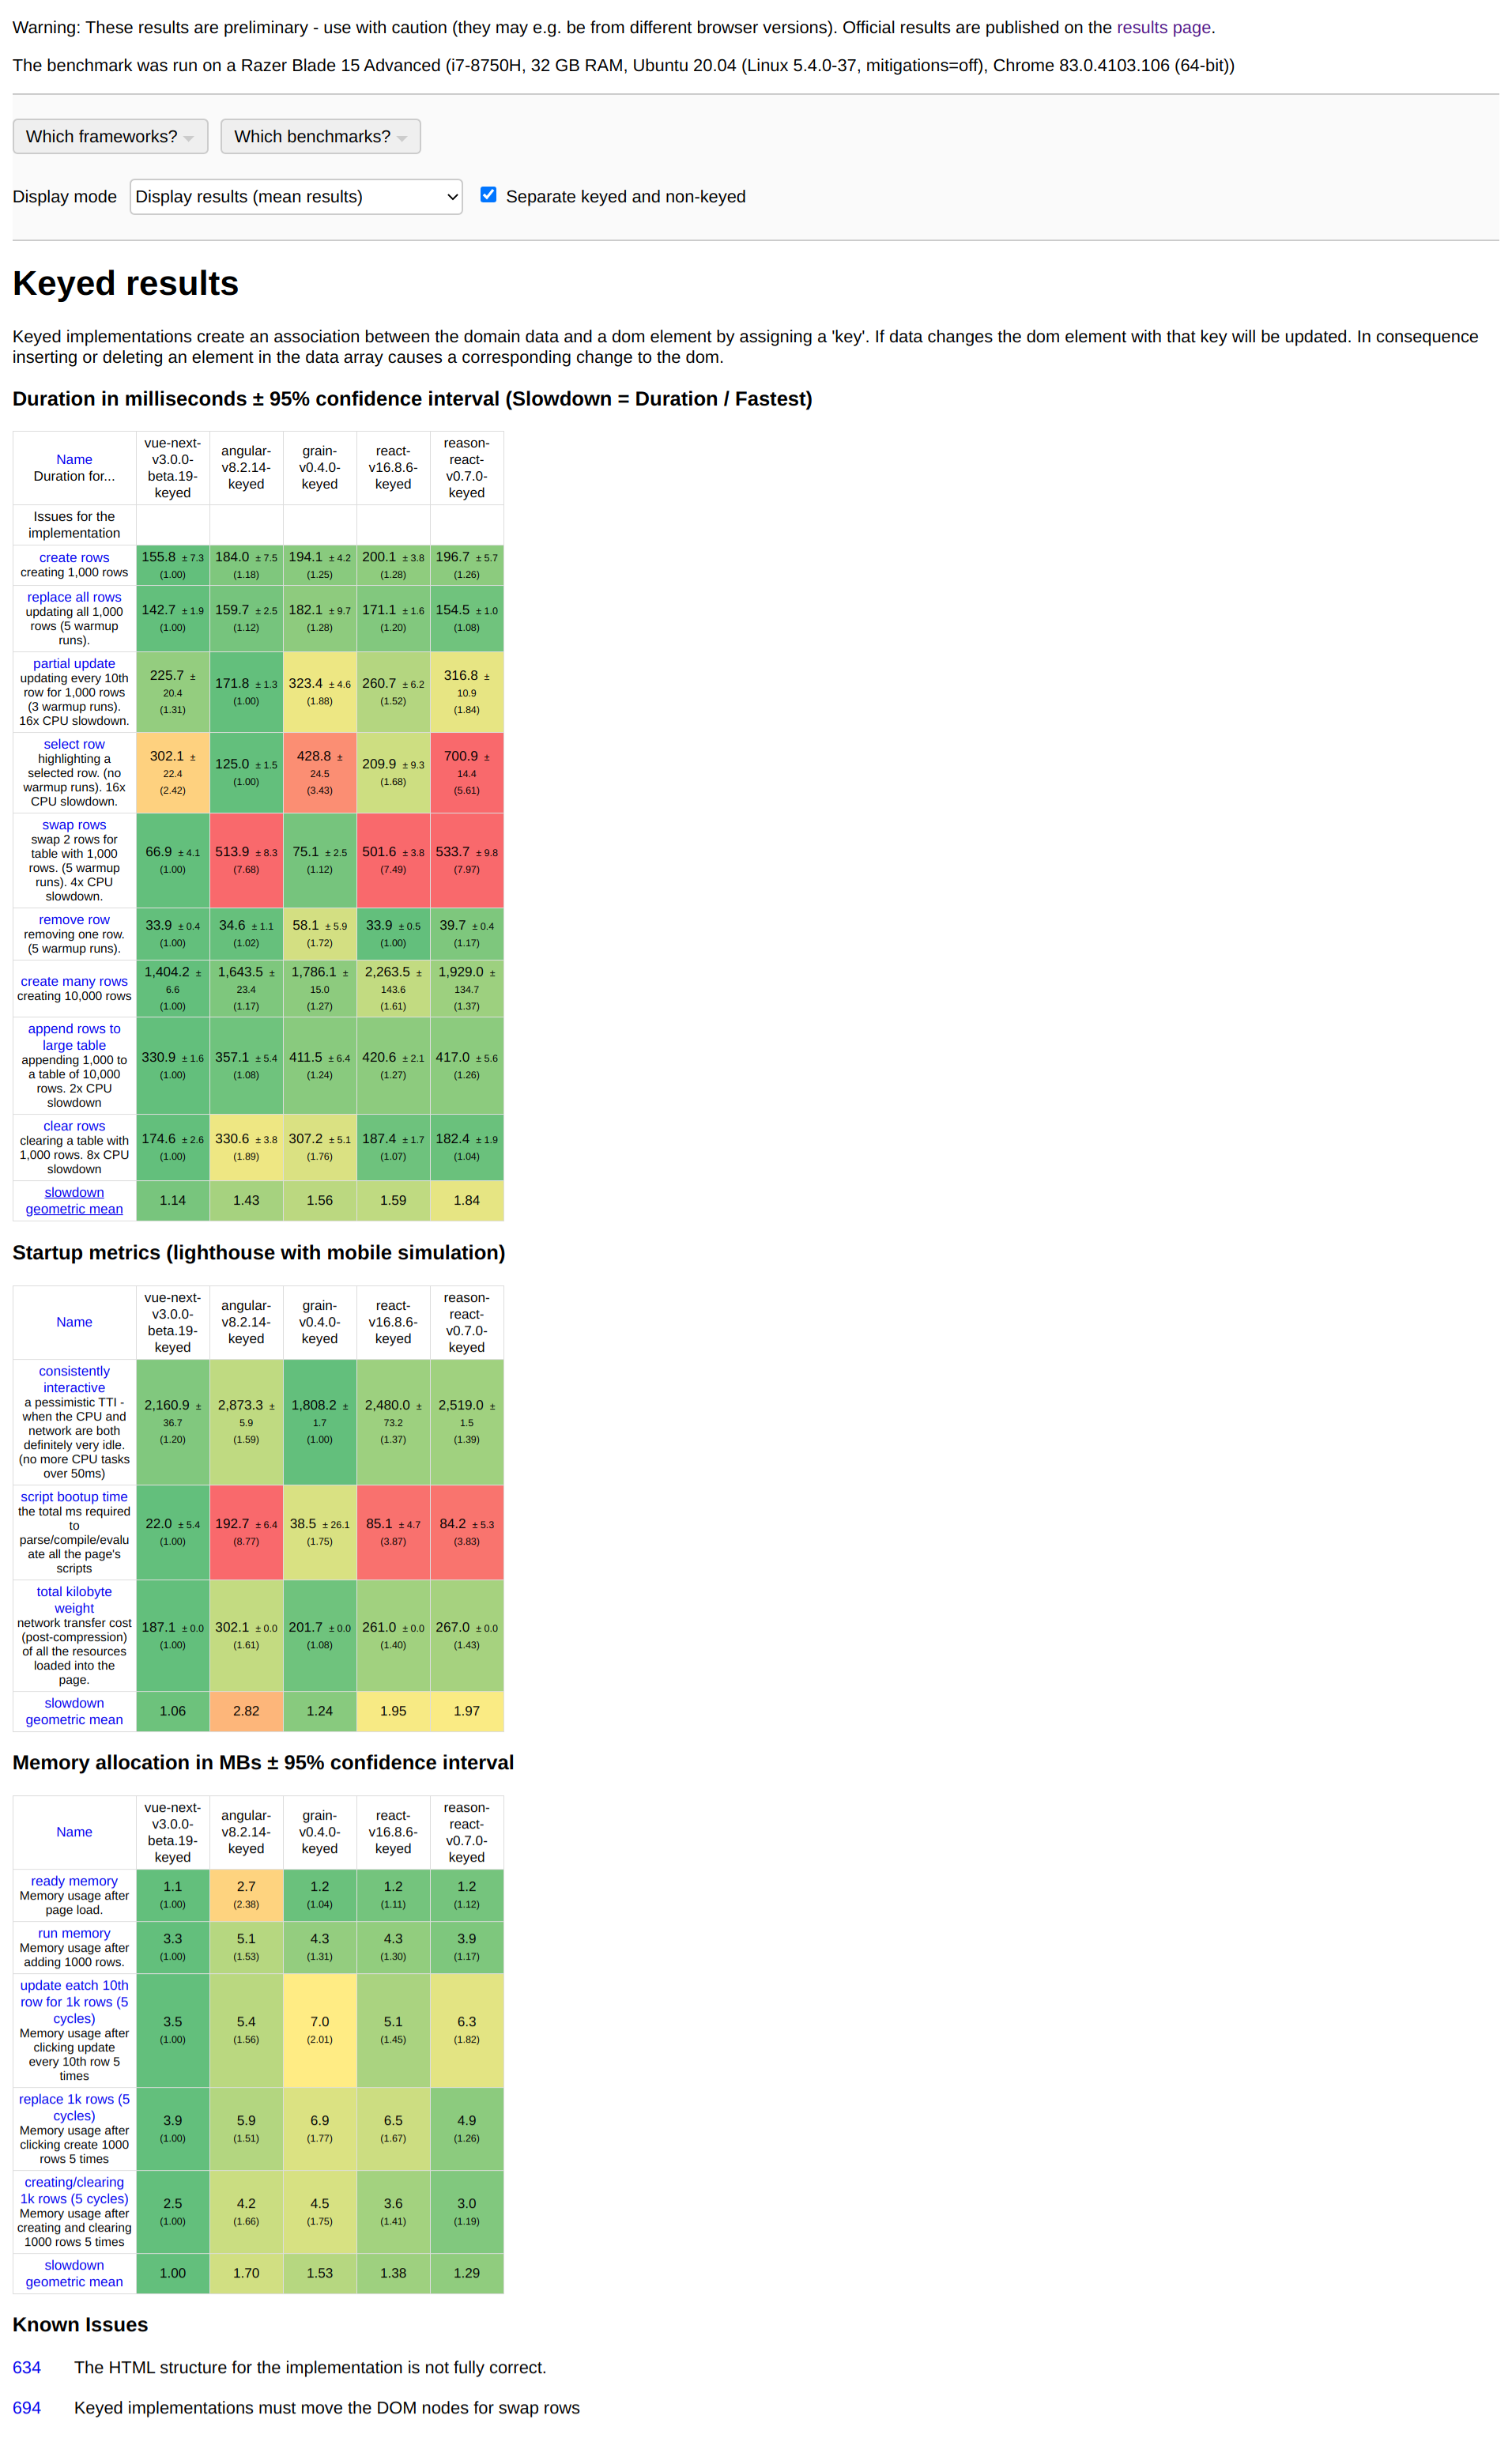 Warning: These results are preliminary - use with caution (they may e.g. be from different browser versions). Official results are published on the results page.
The benchmark was run on a Razer Blade 15 Advanced (i7-8750H, 32 GB RAM, Ubuntu 20.04 (Linux 5.4.0-37, mitigations=off), Chrome 83.0.4103.106 (64-bit))
Which frameworks? Which benchmarks?
Display mode Display results (mean results) Separate keyed and non-keyed
Keyed results
Keyed implementations create an association between the domain data and a dom element by assigning a 'key'. If data changes the dom element with that key will be updated. In consequence
inserting or deleting an element in the data array causes a corresponding change to the dom.
Duration in milliseconds ± 95% confidence interval (Slowdown = Duration / Fastest)
Name
Duration for...
vue-next-
v3.0.0-
beta.19-
keyed
angular-
v8.2.14-
keyed
grain-
v0.4.0-
keyed
react-
v16.8.6-
keyed
reason-
react-
v0.7.0-
keyed
Issues for the
implementation
create rows
creating 1,000 rows
155.8 ± 7.3
(1.00)
184.0 ± 7.5
(1.18)
194.1 ± 4.2
(1.25)
200.1 ± 3.8
(1.28)
196.7 ± 5.7
(1.26)
replace all rows
updating all 1,000
rows (5 warmup
runs).
142.7 ± 1.9
(1.00)
159.7 ± 2.5
(1.12)
182.1 ± 9.7
(1.28)
171.1 ± 1.6
(1.20)
154.5 ± 1.0
(1.08)
partial update
updating every 10th
row for 1,000 rows
(3 warmup runs).
16x CPU slowdown.
225.7 ±
20.4
(1.31)
171.8 ± 1.3
(1.00)
323.4 ± 4.6
(1.88)
260.7 ± 6.2
(1.52)
316.8 ±
10.9
(1.84)
select row
highlighting a
selected row. (no
warmup runs). 16x
CPU slowdown.
302.1 ±
22.4
(2.42)
125.0 ± 1.5
(1.00)
428.8 ±
24.5
(3.43)
209.9 ± 9.3
(1.68)
700.9 ±
14.4
(5.61)
swap rows
swap 2 rows for
table with 1,000
rows. (5 warmup
runs). 4x CPU
slowdown.
66.9 ± 4.1
(1.00)
513.9 ± 8.3
(7.68)
75.1 ± 2.5
(1.12)
501.6 ± 3.8
(7.49)
533.7 ± 9.8
(7.97)
remove row
removing one row.
(5 warmup runs).
33.9 ± 0.4
(1.00)
34.6 ± 1.1
(1.02)
58.1 ± 5.9
(1.72)
33.9 ± 0.5
(1.00)
39.7 ± 0.4
(1.17)
create many rows
creating 10,000 rows
1,404.2 ±
6.6
(1.00)
1,643.5 ±
23.4
(1.17)
1,786.1 ±
15.0
(1.27)
2,263.5 ±
143.6
(1.61)
1,929.0 ±
134.7
(1.37)
append rows to
large table
appending 1,000 to
a table of 10,000
rows. 2x CPU
slowdown
330.9 ± 1.6
(1.00)
357.1 ± 5.4
(1.08)
411.5 ± 6.4
(1.24)
420.6 ± 2.1
(1.27)
417.0 ± 5.6
(1.26)
clear rows
clearing a table with
1,000 rows. 8x CPU
slowdown
174.6 ± 2.6
(1.00)
330.6 ± 3.8
(1.89)
307.2 ± 5.1
(1.76)
187.4 ± 1.7
(1.07)
182.4 ± 1.9
(1.04)
slowdown
geometric mean
1.14
1.43
1.56
1.59
1.84
Startup metrics (lighthouse with mobile simulation)
Name
vue-next-
v3.0.0-
beta.19-
keyed
angular-
v8.2.14-
keyed
grain-
v0.4.0-
keyed
react-
v16.8.6-
keyed
reason-
react-
v0.7.0-
keyed
consistently
interactive
a pessimistic TTI -
when the CPU and
network are both
definitely very idle.
(no more CPU tasks
over 50ms)
2,160.9 ±
36.7
(1.20)
2,873.3 ±
5.9
(1.59)
1,808.2 ±
1.7
(1.00)
2,480.0 ±
73.2
(1.37)
2,519.0 ±
1.5
(1.39)
script bootup time
the total ms required
to
parse/compile/evalu
ate all the page's
scripts
22.0 ± 5.4
(1.00)
192.7 ± 6.4
(8.77)
38.5 ± 26.1
(1.75)
85.1 ± 4.7
(3.87)
84.2 ± 5.3
(3.83)
total kilobyte
weight
network transfer cost
(post-compression)
of all the resources
loaded into the
page.
187.1 ± 0.0
(1.00)
302.1 ± 0.0
(1.61)
201.7 ± 0.0
(1.08)
261.0 ± 0.0
(1.40)
267.0 ± 0.0
(1.43)
slowdown
geometric mean
1.06
2.82
1.24
1.95
1.97
Memory allocation in MBs ± 95% confidence interval
Name
vue-next-
v3.0.0-
beta.19-
keyed
angular-
v8.2.14-
keyed
grain-
v0.4.0-
keyed
react-
v16.8.6-
keyed
reason-
react-
v0.7.0-
keyed
ready memory
Memory usage after
page load.
1.1
(1.00)
2.7
(2.38)
1.2
(1.04)
1.2
(1.11)
1.2
(1.12)
run memory
Memory usage after
adding 1000 rows.
3.3
(1.00)
5.1
(1.53)
4.3
(1.31)
4.3
(1.30)
3.9
(1.17)
update eatch 10th
row for 1k rows (5
cycles)
Memory usage after
clicking update
every 10th row 5
times
3.5
(1.00)
5.4
(1.56)
7.0
(2.01)
5.1
(1.45)
6.3
(1.82)
replace 1k rows (5
cycles)
Memory usage after
clicking create 1000
rows 5 times
3.9
(1.00)
5.9
(1.51)
6.9
(1.77)
6.5
(1.67)
4.9
(1.26)
creating/clearing
1k rows (5 cycles)
Memory usage after
creating and clearing
1000 rows 5 times
2.5
(1.00)
4.2
(1.66)
4.5
(1.75)
3.6
(1.41)
3.0
(1.19)
slowdown
geometric mean
1.00
1.70
1.53
1.38
1.29
Known Issues
634 The HTML structure for the implementation is not fully correct.
694 Keyed implementations must move the DOM nodes for swap rows